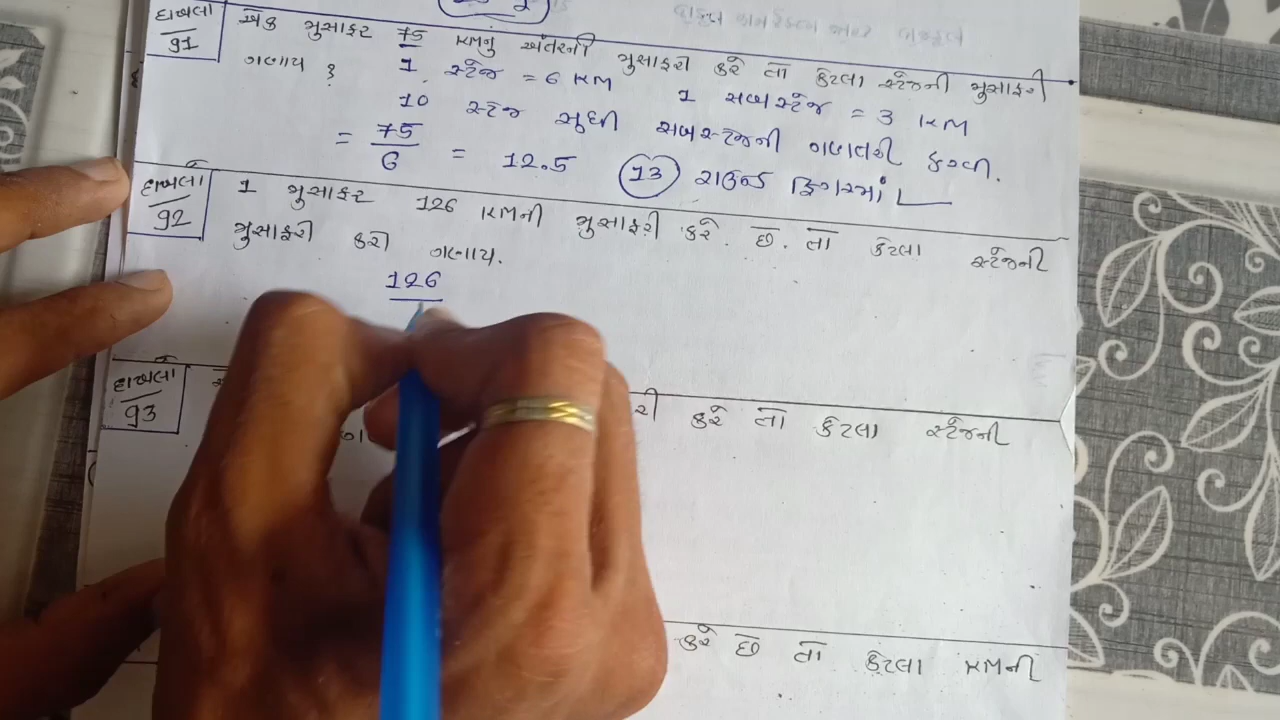 દાખલા
91
એક મુસાફર 75 KMનુ અંતરની મુસાફરી કરે તો કેટલા સ્ટેજની મુસાફરી
ગણાય ?
1 સ્ટેજ = 6 KM 1 સબસ્ટેજ = 3 KM
10 સ્ટેજ સુધી સબસ્ટેજની ગણતરી કરવી.
= 75/6 = 12.5 13 રાઉન્ડ ફિગરમાં
દાખલા
92
1 મુસાફર 126 KMની મુસાફરી કરે છે. તો કેટલા સ્ટેજની
મુસાફરી કરી ગણાય.
126
દાખલા
93
રી કરે તો કેટલા સ્ટેજની
કરે છે તો કેટલા KMની